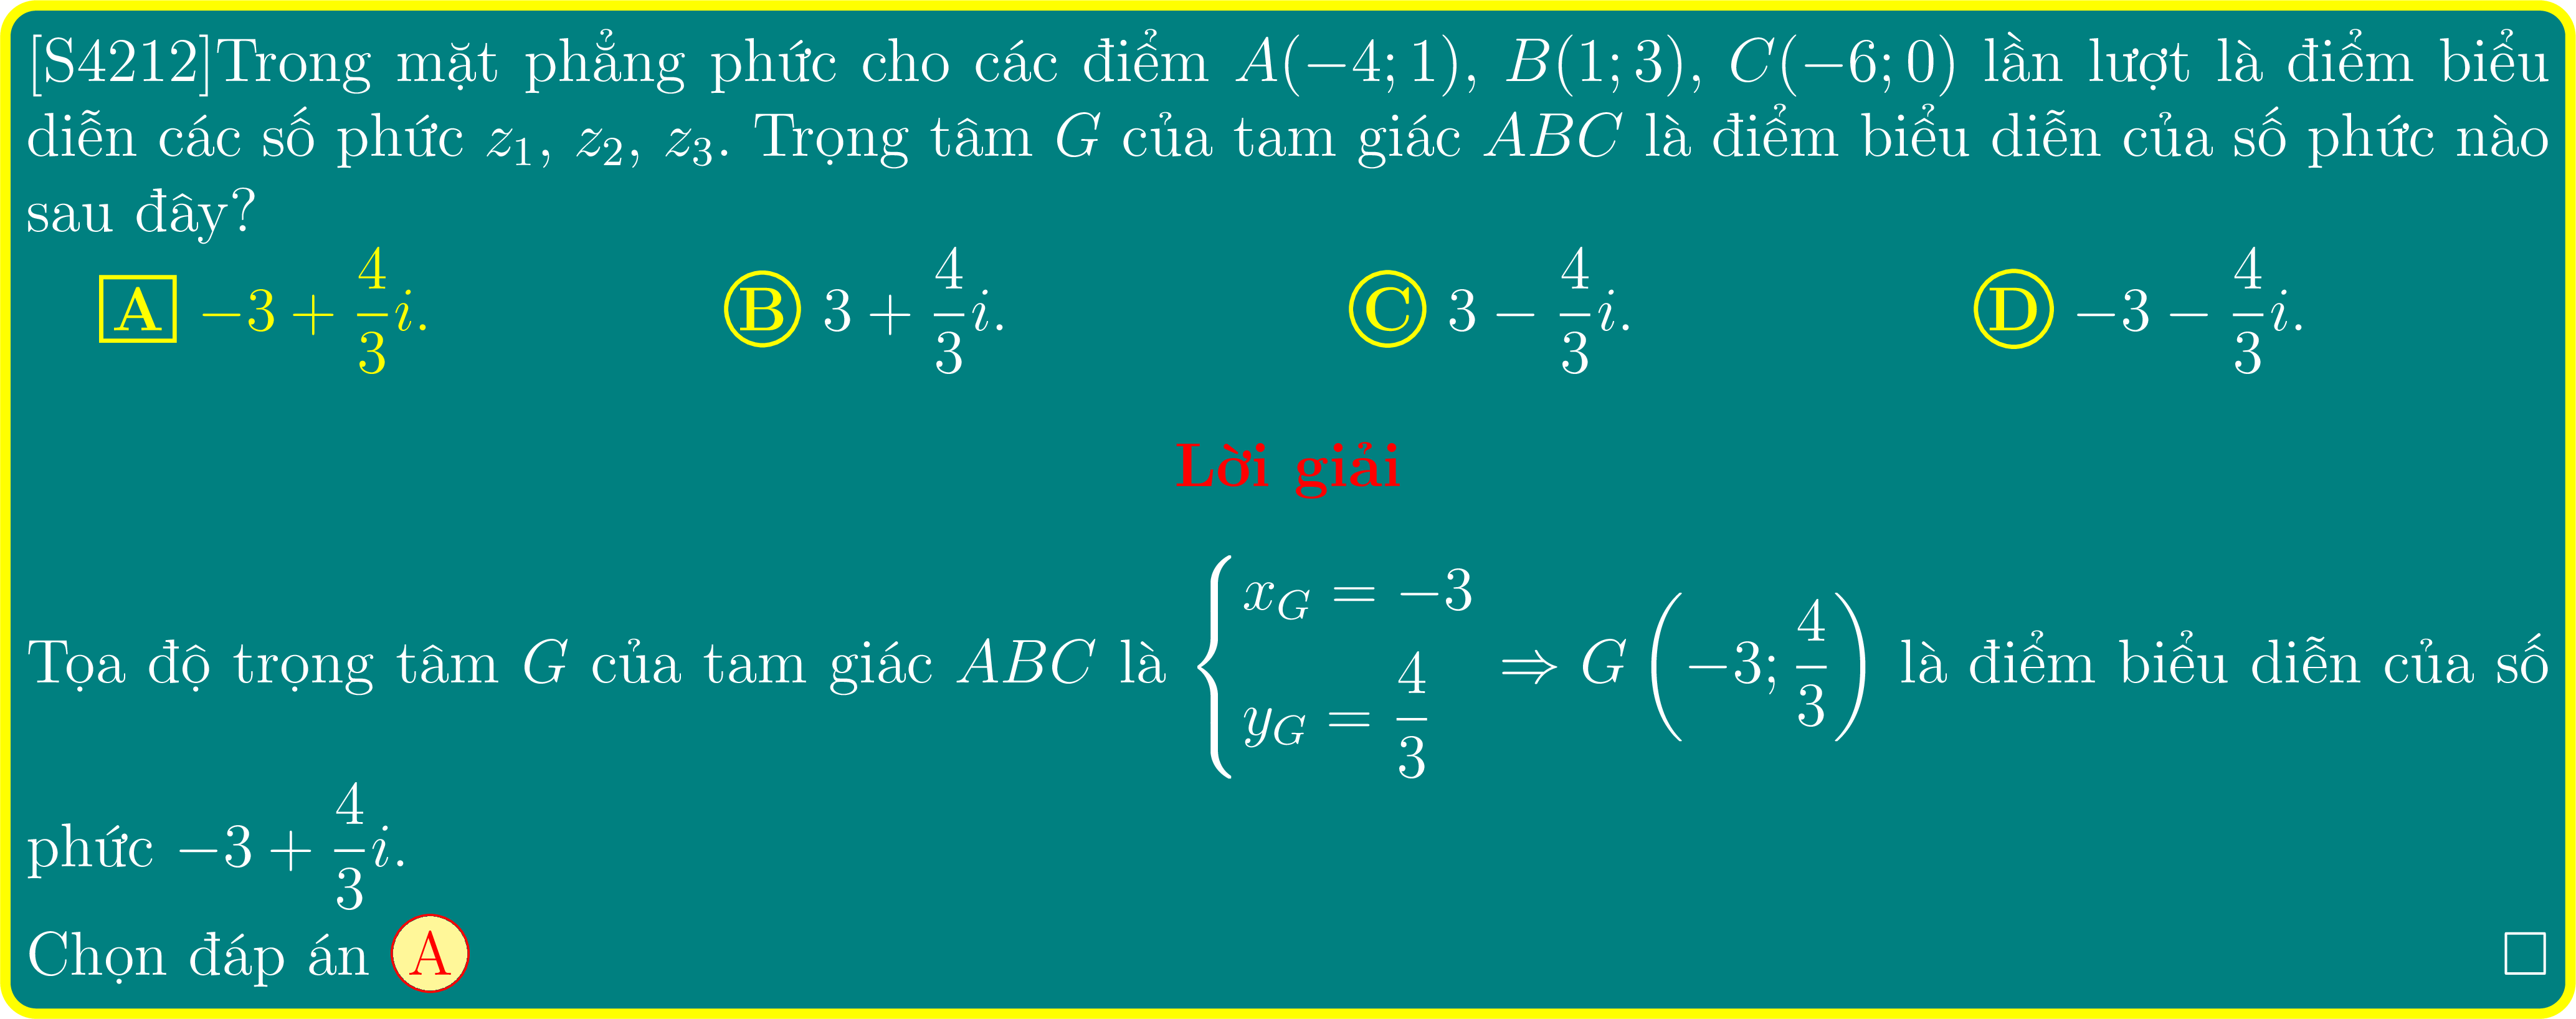 [S4212]Trong mặt phẳng phức cho các điểm A(−4; 1), B(1; 3), C(−6; 0) lần lượt là điểm biểu
diễn các số phức z₁, z₂, z₃. Trọng tâm G của tam giác ABC là điểm biểu diễn của số phức nào
sau đây?
A −3 + \frac{4}{3}i. B 3 + \frac{4}{3}i. C 3 − \frac{4}{3}i. D −3 − \frac{4}{3}i.
Lời giải
Tọa độ trọng tâm G của tam giác ABC là \begin{cases} x_G = −3 \\ y_G = \frac{4}{3} \end{cases} ⇒ G \left(−3; \frac{4}{3}\right) là điểm biểu diễn của số
phức −3 + \frac{4}{3}i.
Chọn đáp án A □